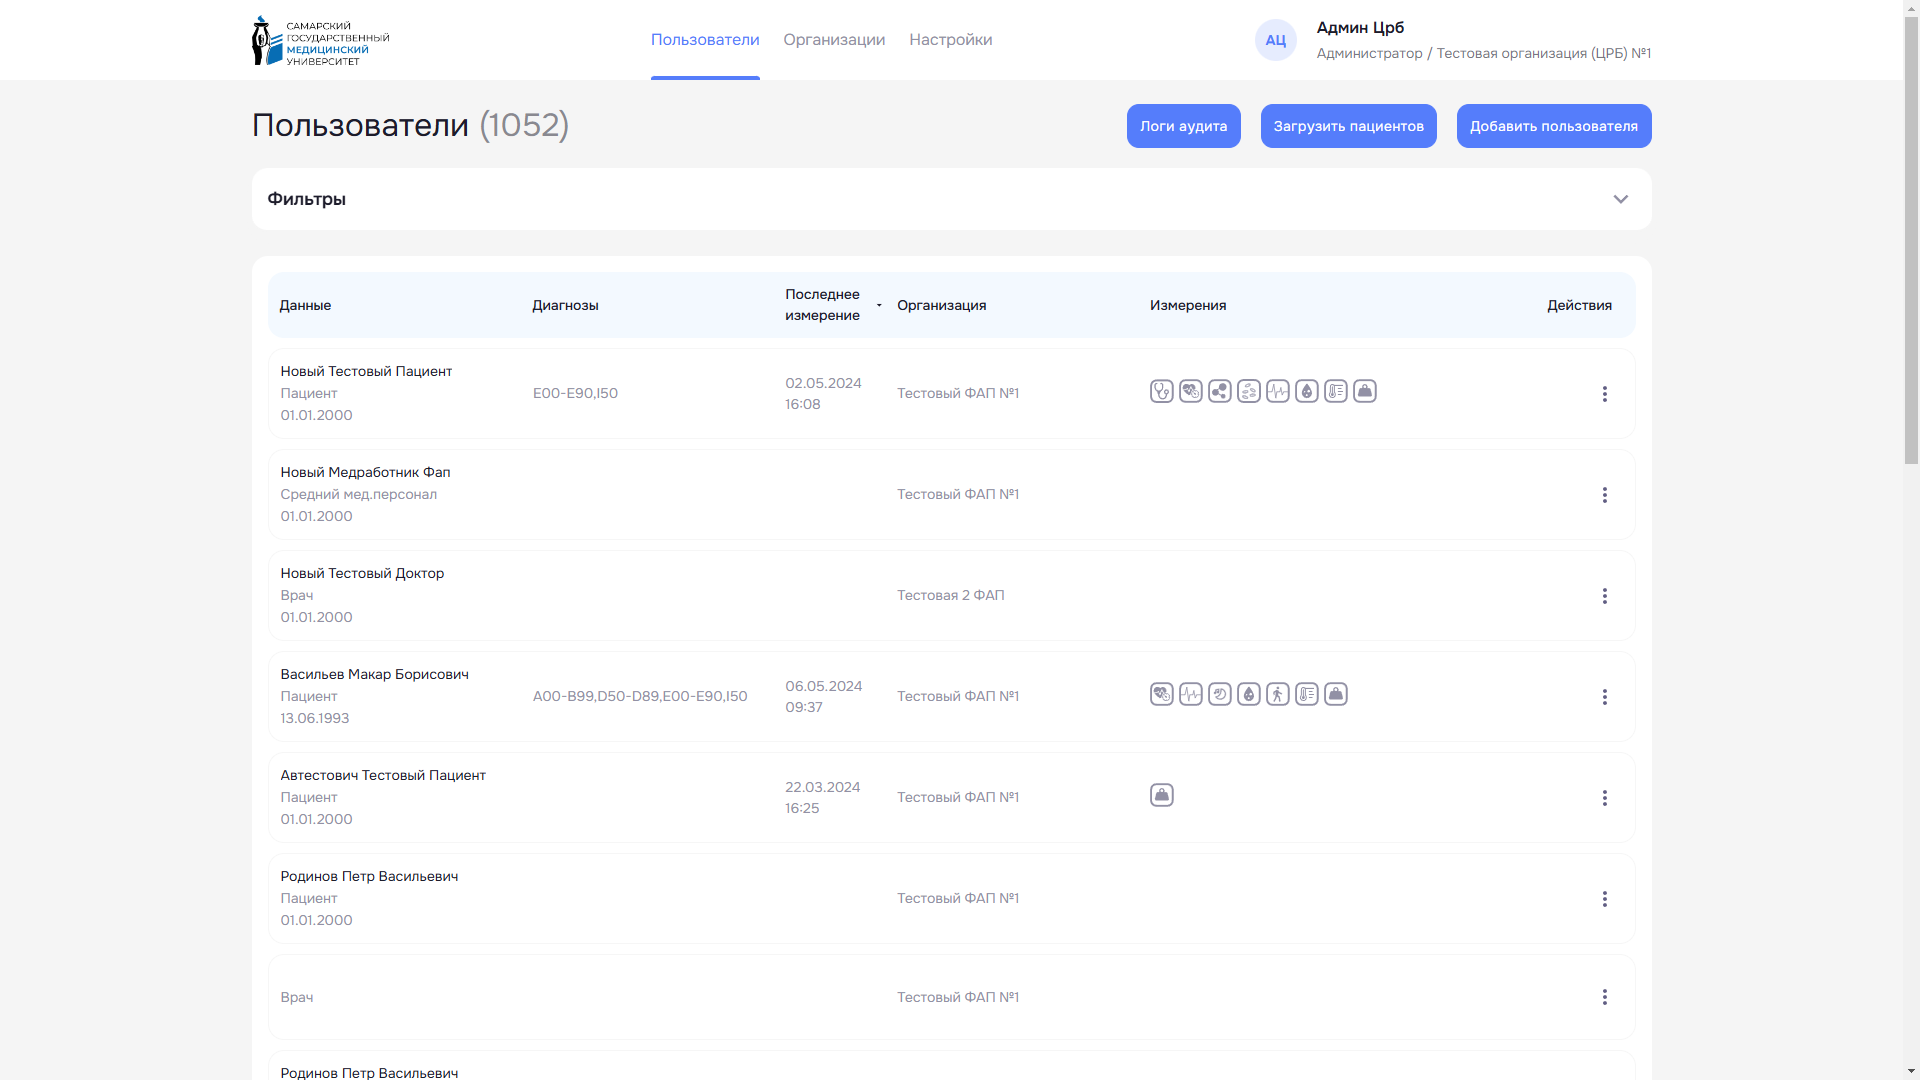 САМАРСКИЙ
ГОСУДАРСТВЕННЫЙ
МЕДИЦИНСКИЙ
УНИВЕРСИТЕТ
Пользователи
Организации
Настройки
АЦ
Админ Црб
Администратор / Тестовая организация (ЦРБ) №1
Пользователи (1052)
Логи аудита
Загрузить пациентов
Добавить пользователя
Фильтры
Данные
Диагнозы
Последнее
измерение
Организация
Измерения
Действия
Новый Тестовый Пациент
Пациент
01.01.2000
E00-E90,I50
02.05.2024
16:08
Тестовый ФАП №1
Новый Медработник Фап
Средний мед.персонал
01.01.2000
Тестовый ФАП №1
Новый Тестовый Доктор
Врач
01.01.2000
Тестовая 2 ФАП
Васильев Макар Борисович
Пациент
13.06.1993
A00-B99,D50-D89,E00-E90,I50
06.05.2024
09:37
Тестовый ФАП №1
Автестович Тестовый Пациент
Пациент
01.01.2000
22.03.2024
16:25
Тестовый ФАП №1
Родинов Петр Васильевич
Пациент
01.01.2000
Тестовый ФАП №1
Врач
Тестовый ФАП №1
Родинов Петр Васильевич